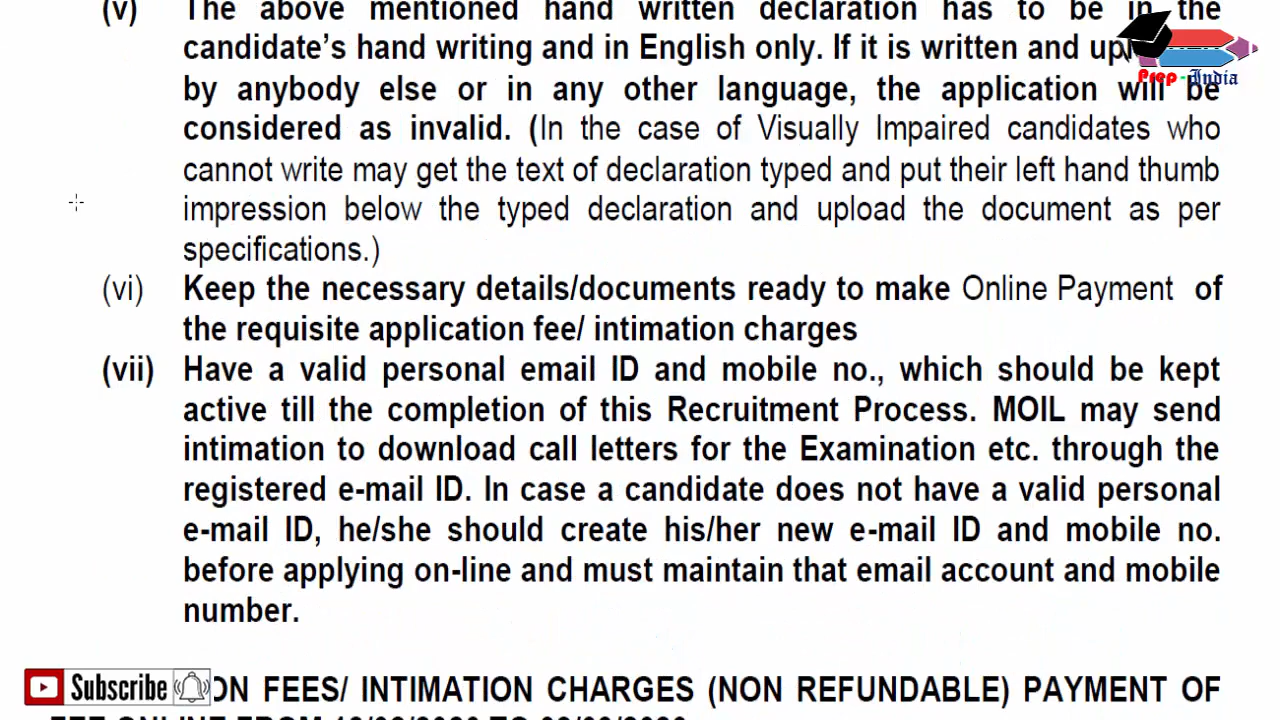 (v) The above mentioned hand written declaration has to be in the
candidate's hand writing and in English only. If it is written and
by anybody else or in any other language, the application will be
considered as invalid. (In the case of Visually Impaired candidates who
cannot write may get the text of declaration typed and put their left hand thumb
impression below the typed declaration and upload the document as per
specifications.)
(vi) Keep the necessary details/documents ready to make Online Payment of
the requisite application fee/ intimation charges
(vii) Have a valid personal email ID and mobile no., which should be kept
active till the completion of this Recruitment Process. MOIL may send
intimation to download call letters for the Examination etc. through the
registered e-mail ID. In case a candidate does not have a valid personal
e-mail ID, he/she should create his/her new e-mail ID and mobile no.
before applying on-line and must maintain that email account and mobile
number.
FEES/ INTIMATION CHARGES (NON REFUNDABLE) PAYMENT OF
Prep-India
Subscribe